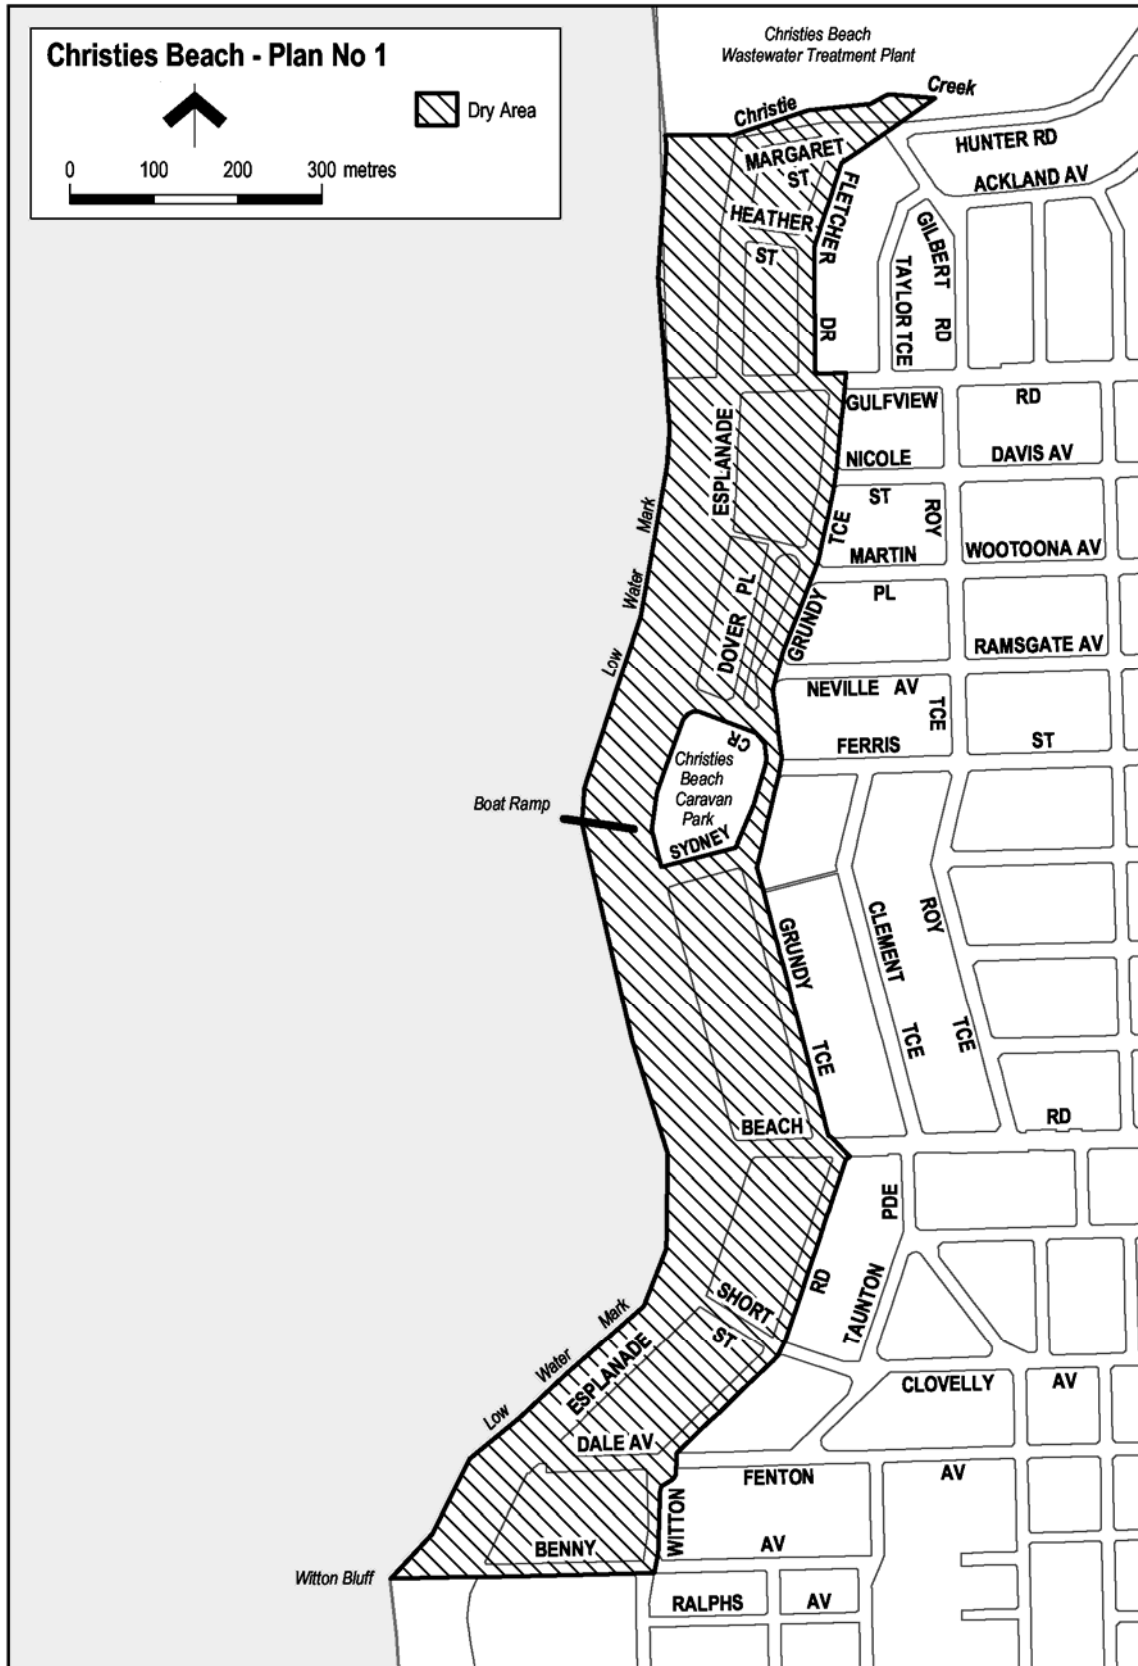 Christies Beach - Plan No 1
Dry Area
0 100 200 300 metres
Christies Beach
Wastewater Treatment Plant
Christie
Creek
HUNTER RD
ACKLAND AV
MARGARET
ST
FLETCHER
DR
HEATHER
ST
GILBERT
RD
TAYLOR TCE
GULFVIEW
RD
NICOLE
ST
DAVIS AV
ESPLANADE
ROY
TCE
MARTIN
PL
WOOTOONA AV
Low
Water
Mark
DOVER
PL
GRUNDY
TCE
RAMSGATE AV
NEVILLE AV
FERRIS
ST
CR
Christies
Beach
Caravan
Park
SYDNEY
Boat Ramp
GRUNDY
TCE
CLEMENT
TCE
ROY
TCE
BEACH
RD
PDE
TAUNTON
RD
SHORT
ST
Low
Water
Mark
ESPLANADE
CLOVELLY
AV
DALE AV
FENTON
AV
WITTON
BENNY
AV
Witton Bluff
RALPHS
AV